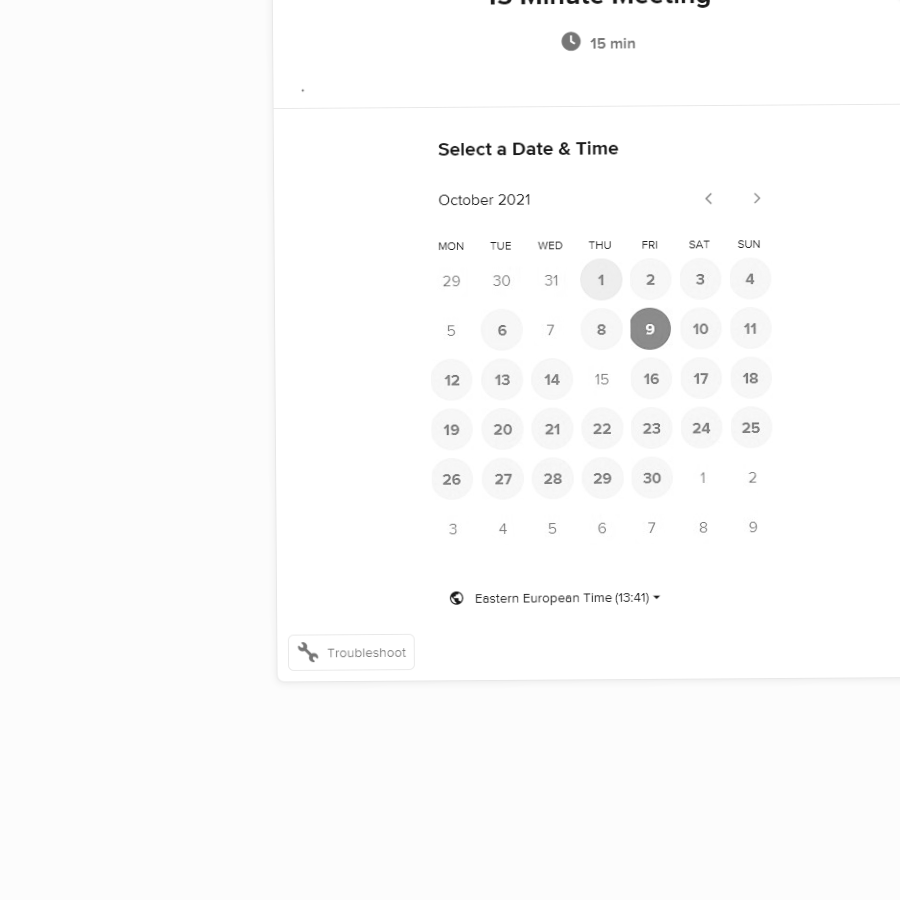 15 Minute Meeting
15 min
.
Select a Date & Time
October 2021
MON TUE WED THU FRI SAT SUN
29 30 31 1 2 3 4
5 6 7 8 9 10 11
12 13 14 15 16 17 18
19 20 21 22 23 24 25
26 27 28 29 30 1 2
3 4 5 6 7 8 9
Eastern European Time (13:41)
Troubleshoot